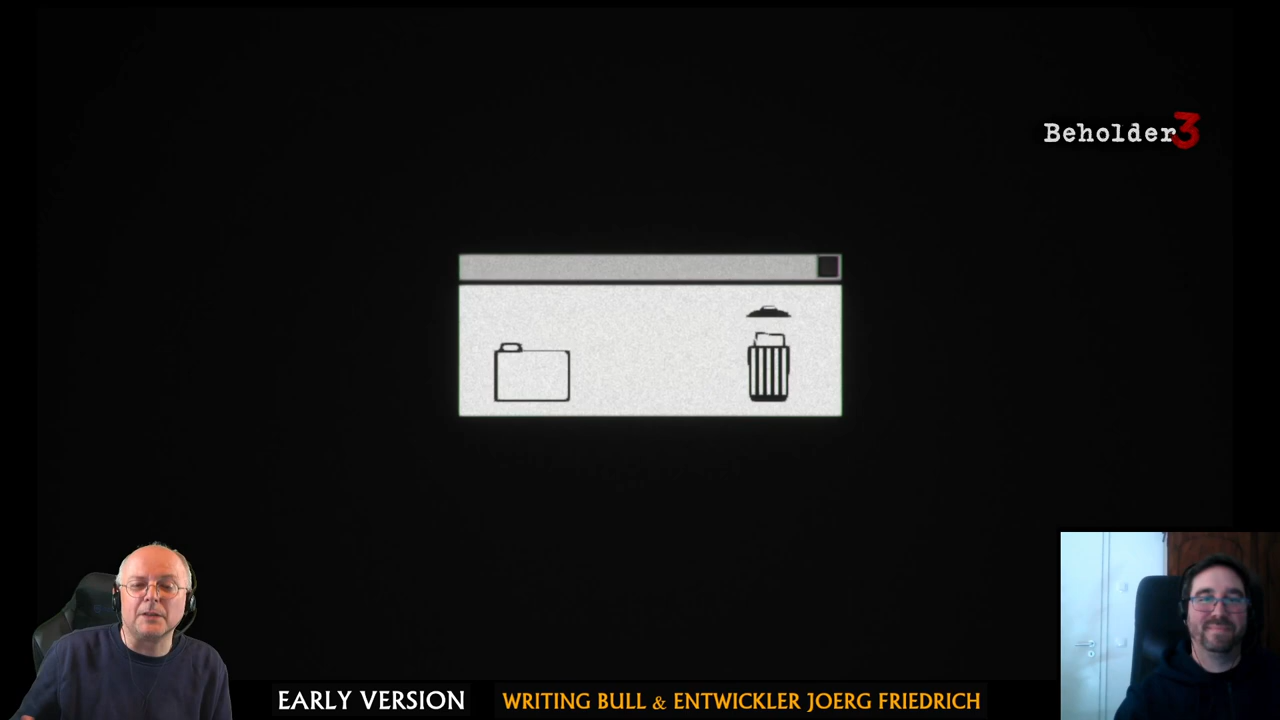 Beholder3
EARLY VERSION
WRITING BULL & ENTWICKLER JOERG FRIEDRICH